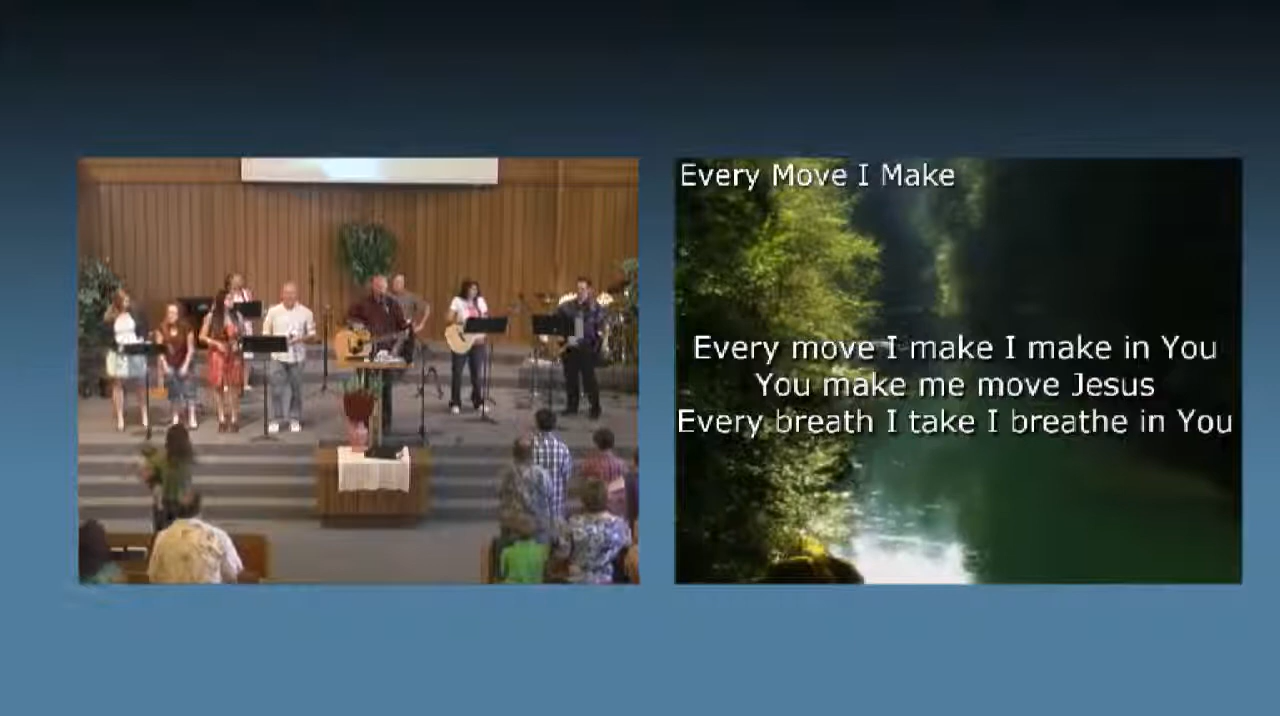 Every Move I Make
Every move I make I make in You
You make me move Jesus
Every breath I take I breathe in You